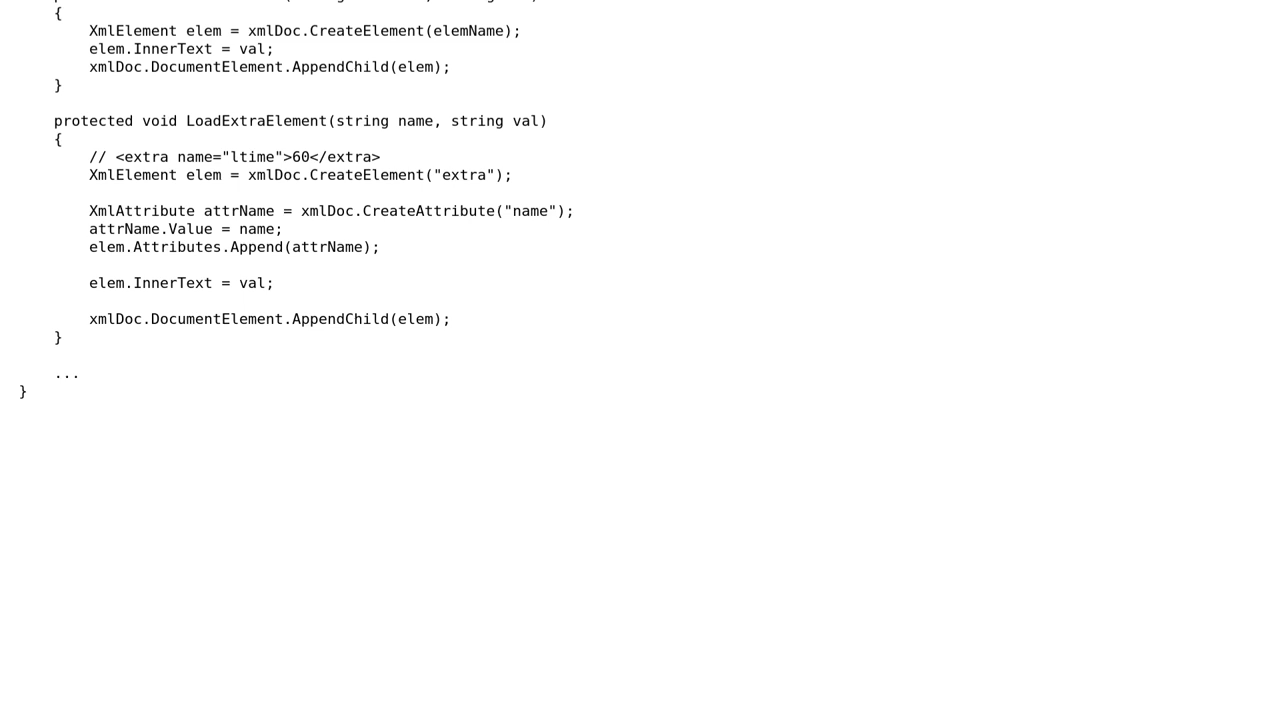 {
XmlElement elem = xmlDoc.CreateElement(elemName);
elem.InnerText = val;
xmlDoc.DocumentElement.AppendChild(elem);
}
protected void LoadExtraElement(string name, string val)
{
// <extra name="ltime">60</extra>
XmlElement elem = xmlDoc.CreateElement("extra");
XmlAttribute attrName = xmlDoc.CreateAttribute("name");
attrName.Value = name;
elem.Attributes.Append(attrName);
elem.InnerText = val;
xmlDoc.DocumentElement.AppendChild(elem);
}
...
}